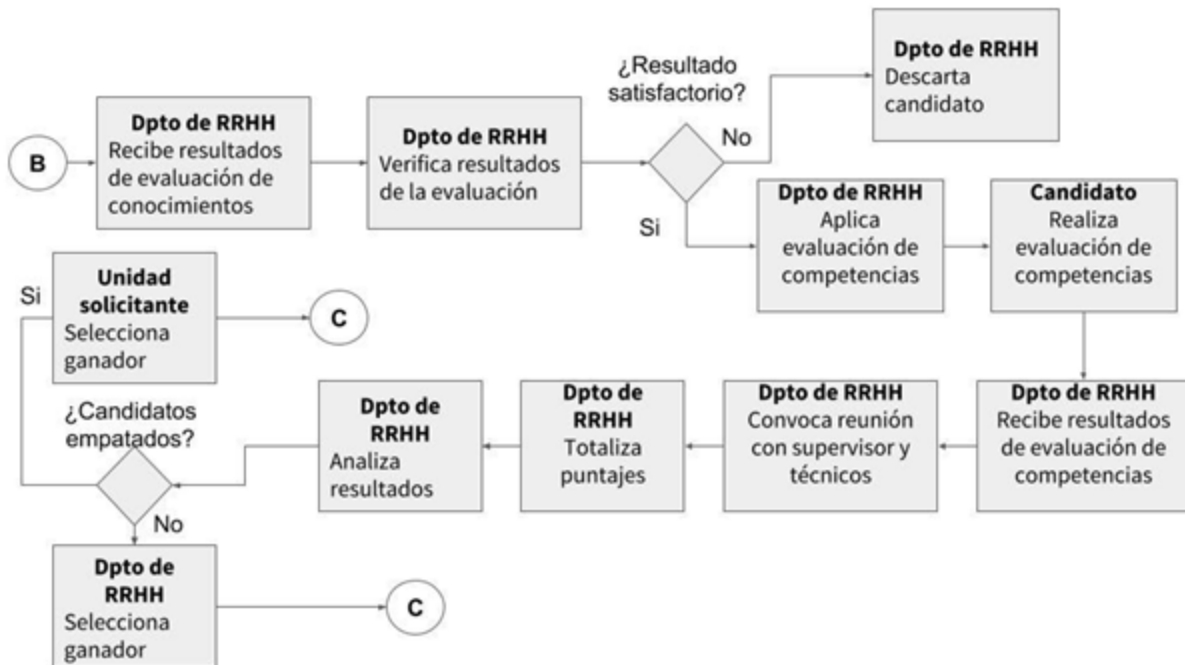 B
Dpto de RRHH
Recibe resultados
de evaluación de
conocimientos
Dpto de RRHH
Verifica resultados
de la evaluación
¿Resultado
satisfactorio?
No
Dpto de RRHH
Descarta
candidato
Si
Dpto de RRHH
Aplica
evaluación de
competencias
Candidato
Realiza
evaluación de
competencias
Dpto de RRHH
Recibe resultados
de evaluación de
competencias
Dpto de RRHH
Convoca reunión
con supervisor y
técnicos
Dpto de
RRHH
Totaliza
puntajes
Dpto de
RRHH
Analiza
resultados
¿Candidatos
empatados?
Si
Unidad
solicitante
Selecciona
ganador
C
No
Dpto de
RRHH
Selecciona
ganador
C